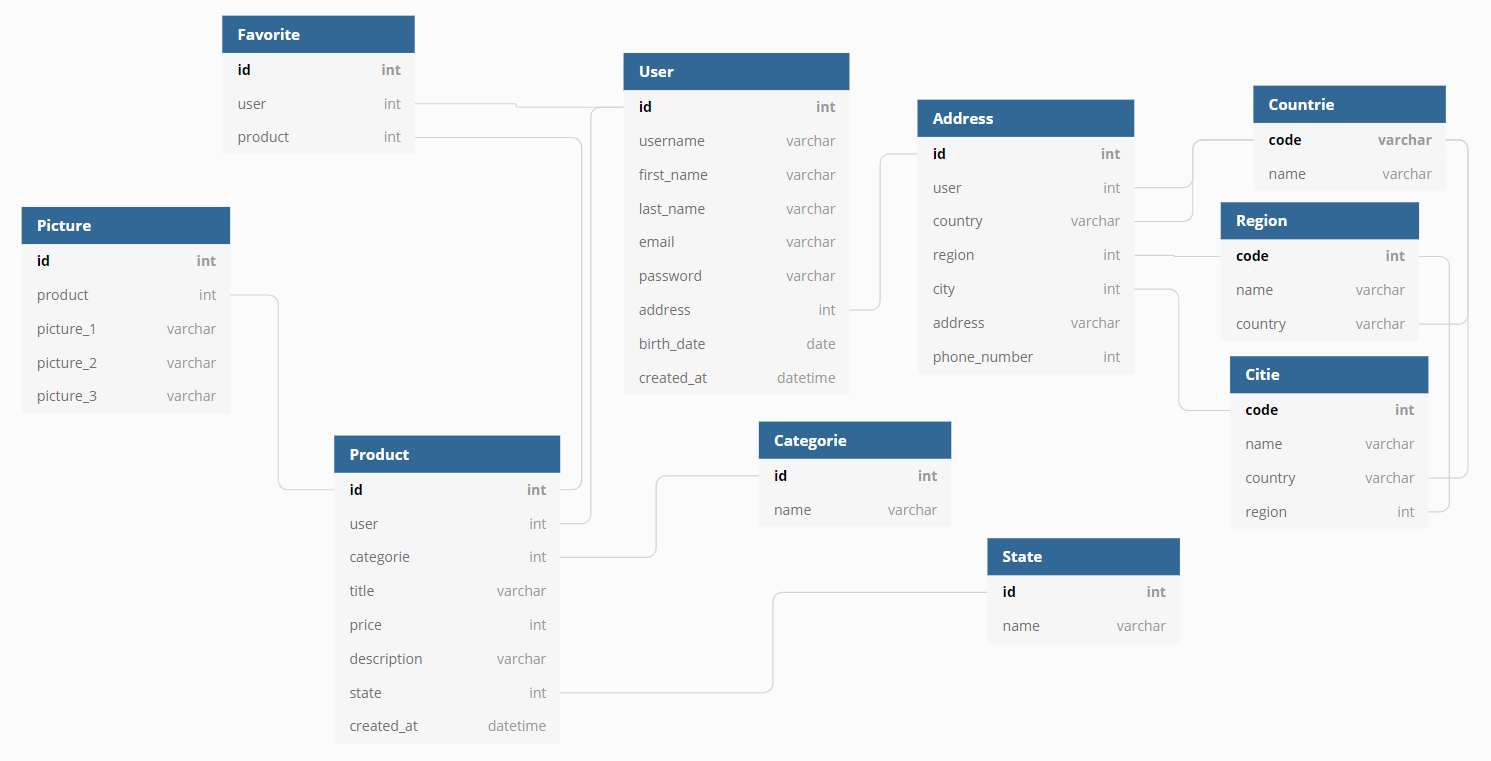 Favorite
id int
user int
product int
User
id int
username varchar
first_name varchar
last_name varchar
email varchar
password varchar
address int
birth_date date
created_at datetime
Address
id int
user int
country varchar
region int
city int
address varchar
phone_number int
Countrie
code varchar
name varchar
Region
code int
name varchar
country varchar
Citie
code int
name varchar
country varchar
region int
Picture
id int
product int
picture_1 varchar
picture_2 varchar
picture_3 varchar
Product
id int
user int
categorie int
title varchar
price int
description varchar
state int
created_at datetime
Categorie
id int
name varchar
State
id int
name varchar